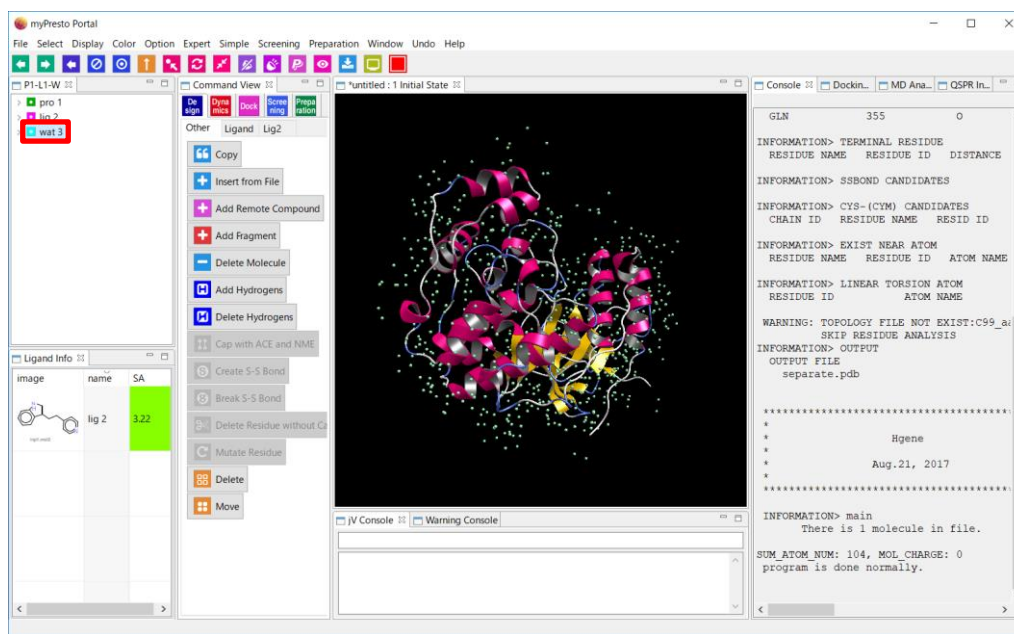 myPresto Portal
File Select Display Color Option Expert Simple Screening Preparation Window Undo Help
P1-L1-W
pro 1
lig 2
wat 3
Ligand Info
image name SA
lig 2 3.22
Command View
De sign
Dyna mics
Dock
Scree ning
Prepa ration
Other Ligand Lig2
Copy
Insert from File
Add Remote Compound
Add Fragment
Delete Molecule
Add Hydrogens
Delete Hydrogens
Cap with ACE and NME
Create S-S Bond
Break S-S Bond
Delete Residue without Ca
Mutate Residue
Delete
Move
*untitled : 1 Initial State
jV Console Warning Console
Console Dockin... MD Ana... QSPR In...
GLN 355 O
INFORMATION> TERMINAL RESIDUE
RESIDUE NAME RESIDUE ID DISTANCE
INFORMATION> SSBOND CANDIDATES
INFORMATION> CYS-(CYM) CANDIDATES
CHAIN ID RESIDUE NAME RESID ID
INFORMATION> EXIST NEAR ATOM
RESIDUE NAME RESIDUE ID ATOM NAME
INFORMATION> LINEAR TORSION ATOM
RESIDUE ID ATOM NAME
WARNING: TOPOLOGY FILE NOT EXIST:C99_aa
SKIP RESIDUE ANALYSIS
INFORMATION> OUTPUT
OUTPUT FILE
separate.pdb
**************************************
*
* Hgene
*
* Aug.21, 2017
*
**************************************
INFORMATION> main
There is 1 molecule in file.
SUM_ATOM_NUM: 104, MOL_CHARGE: 0
program is done normally.